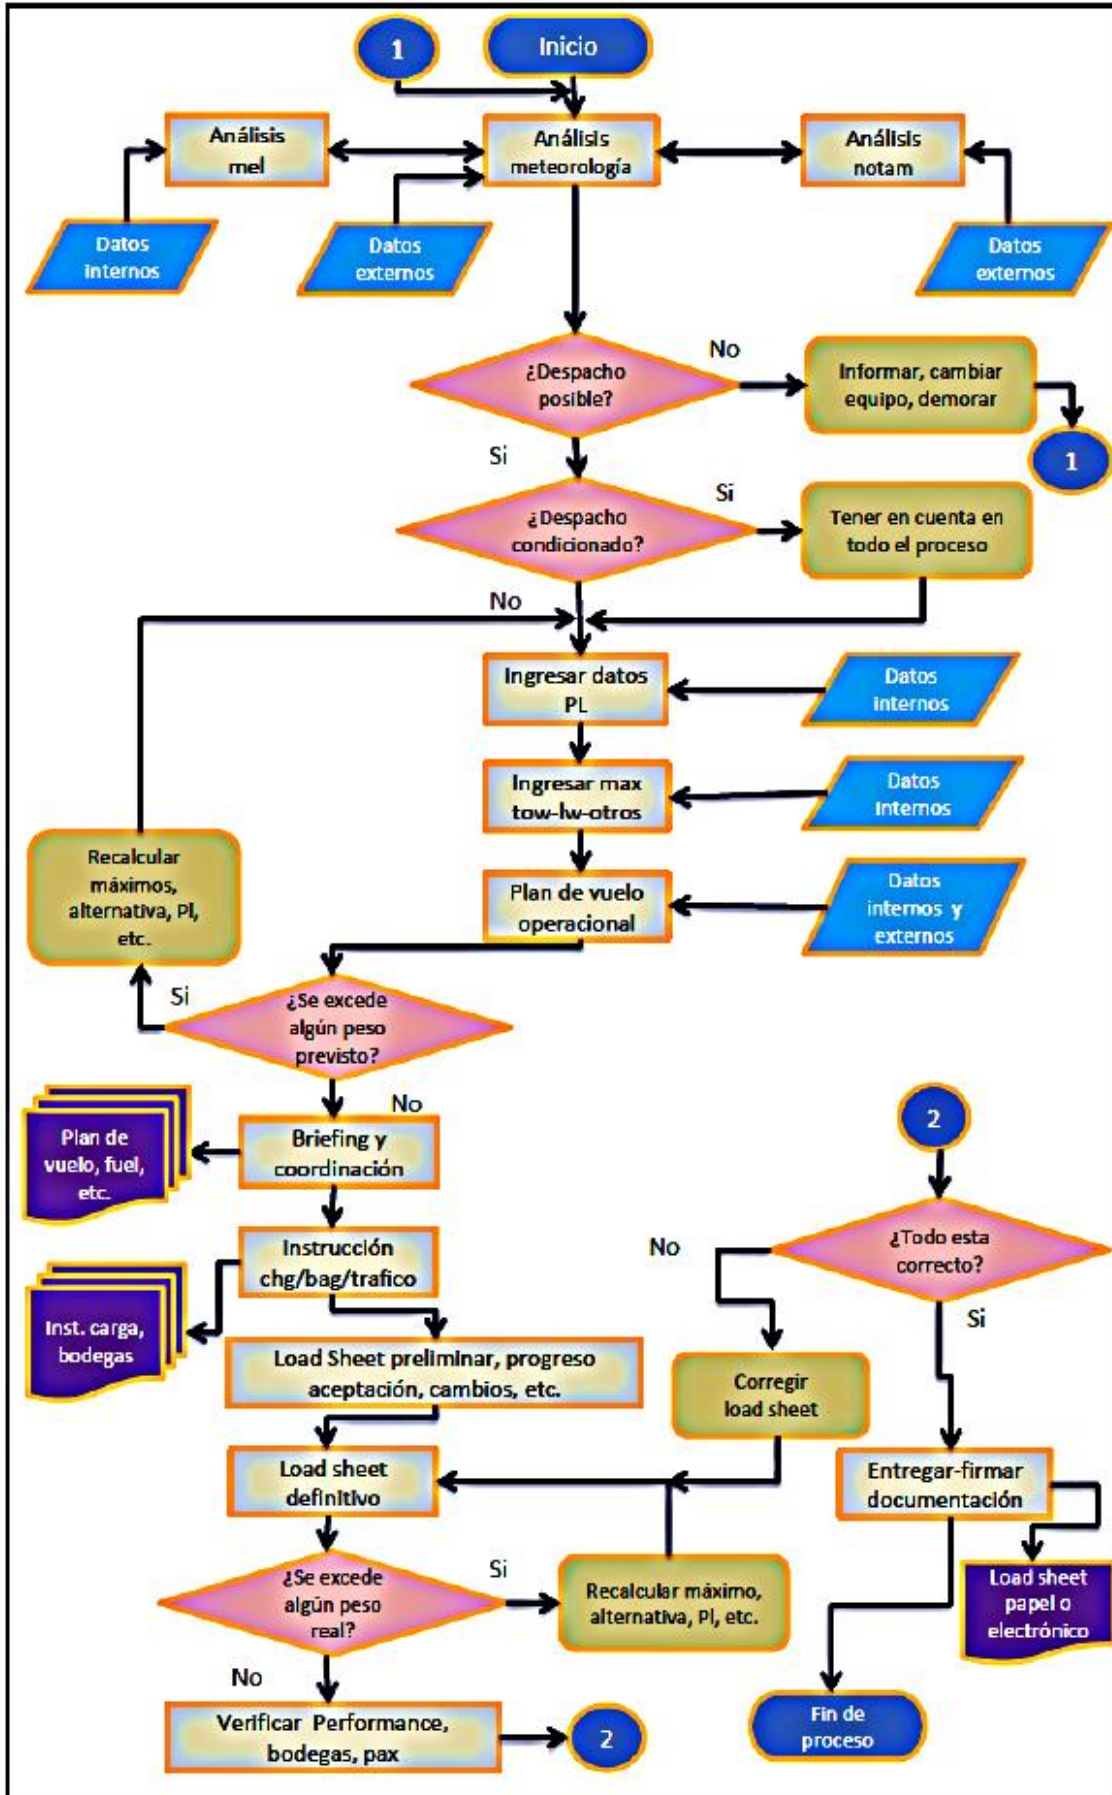 1
Inicio
Análisis
mel
Análisis
meteorología
Análisis
notam
Datos
internos
Datos
externos
Datos
externos
¿Despacho
posible?
No
Informar, cambiar
equipo, demorar
1
Si
¿Despacho
condicionado?
Si
Tener en cuenta en
todo el proceso
No
Ingresar datos
PL
Datos
internos
Ingresar max
tow-lw-otros
Datos
internos
Recalcular
máximos,
alternativa, Pl,
etc.
Plan de vuelo
operacional
Datos
internos y
externos
Si
¿Se excede
algún peso
previsto?
No
Plan de
vuelo, fuel,
etc.
Briefing y
coordinación
2
Instrucción
chg/bag/trafico
No
¿Todo esta
correcto?
Si
Inst. carga,
bodegas
Load Sheet preliminar, progreso
aceptación, cambios, etc.
Corregir
load sheet
Load sheet
definitivo
Entregar-firmar
documentación
¿Se excede
algún peso
real?
Si
Recalcular máximo,
alternativa, Pl, etc.
Load sheet
papel o
electrónico
No
Verificar Performance,
bodegas, pax
2
Fin de
proceso